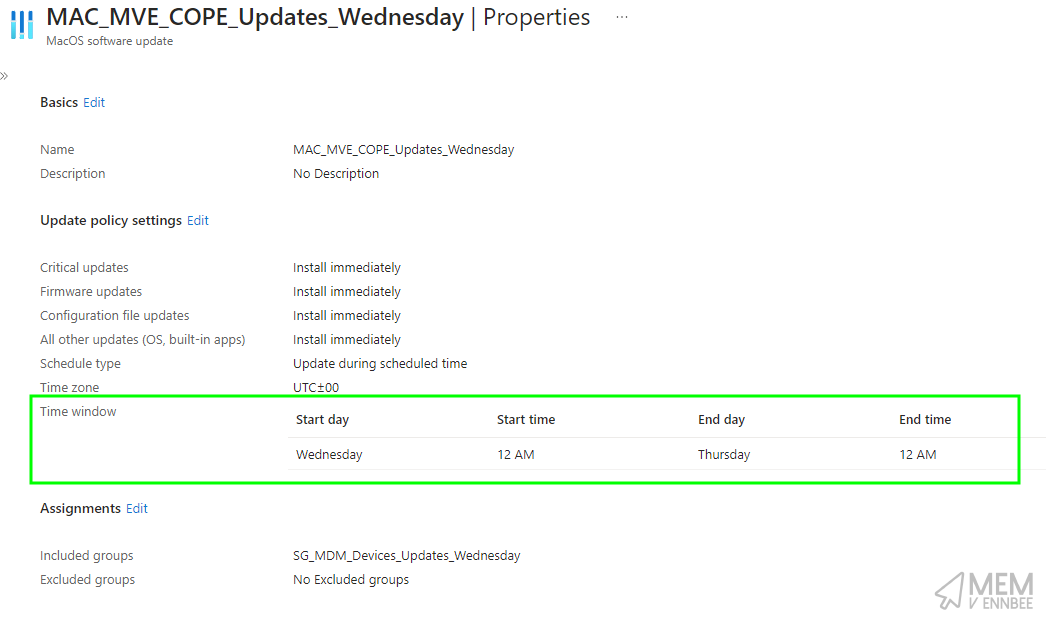 MAC_MVE_COPE_Updates_Wednesday | Properties ...
MacOS software update
»
Basics Edit
Name MAC_MVE_COPE_Updates_Wednesday
Description No Description
Update policy settings Edit
Critical updates Install immediately
Firmware updates Install immediately
Configuration file updates Install immediately
All other updates (OS, built-in apps) Install immediately
Schedule type Update during scheduled time
Time zone UTC±00
Time window
Start day Start time End day End time
Wednesday 12 AM Thursday 12 AM
Assignments Edit
Included groups SG_MDM_Devices_Updates_Wednesday
Excluded groups No Excluded groups
MEM
V ENNBEE